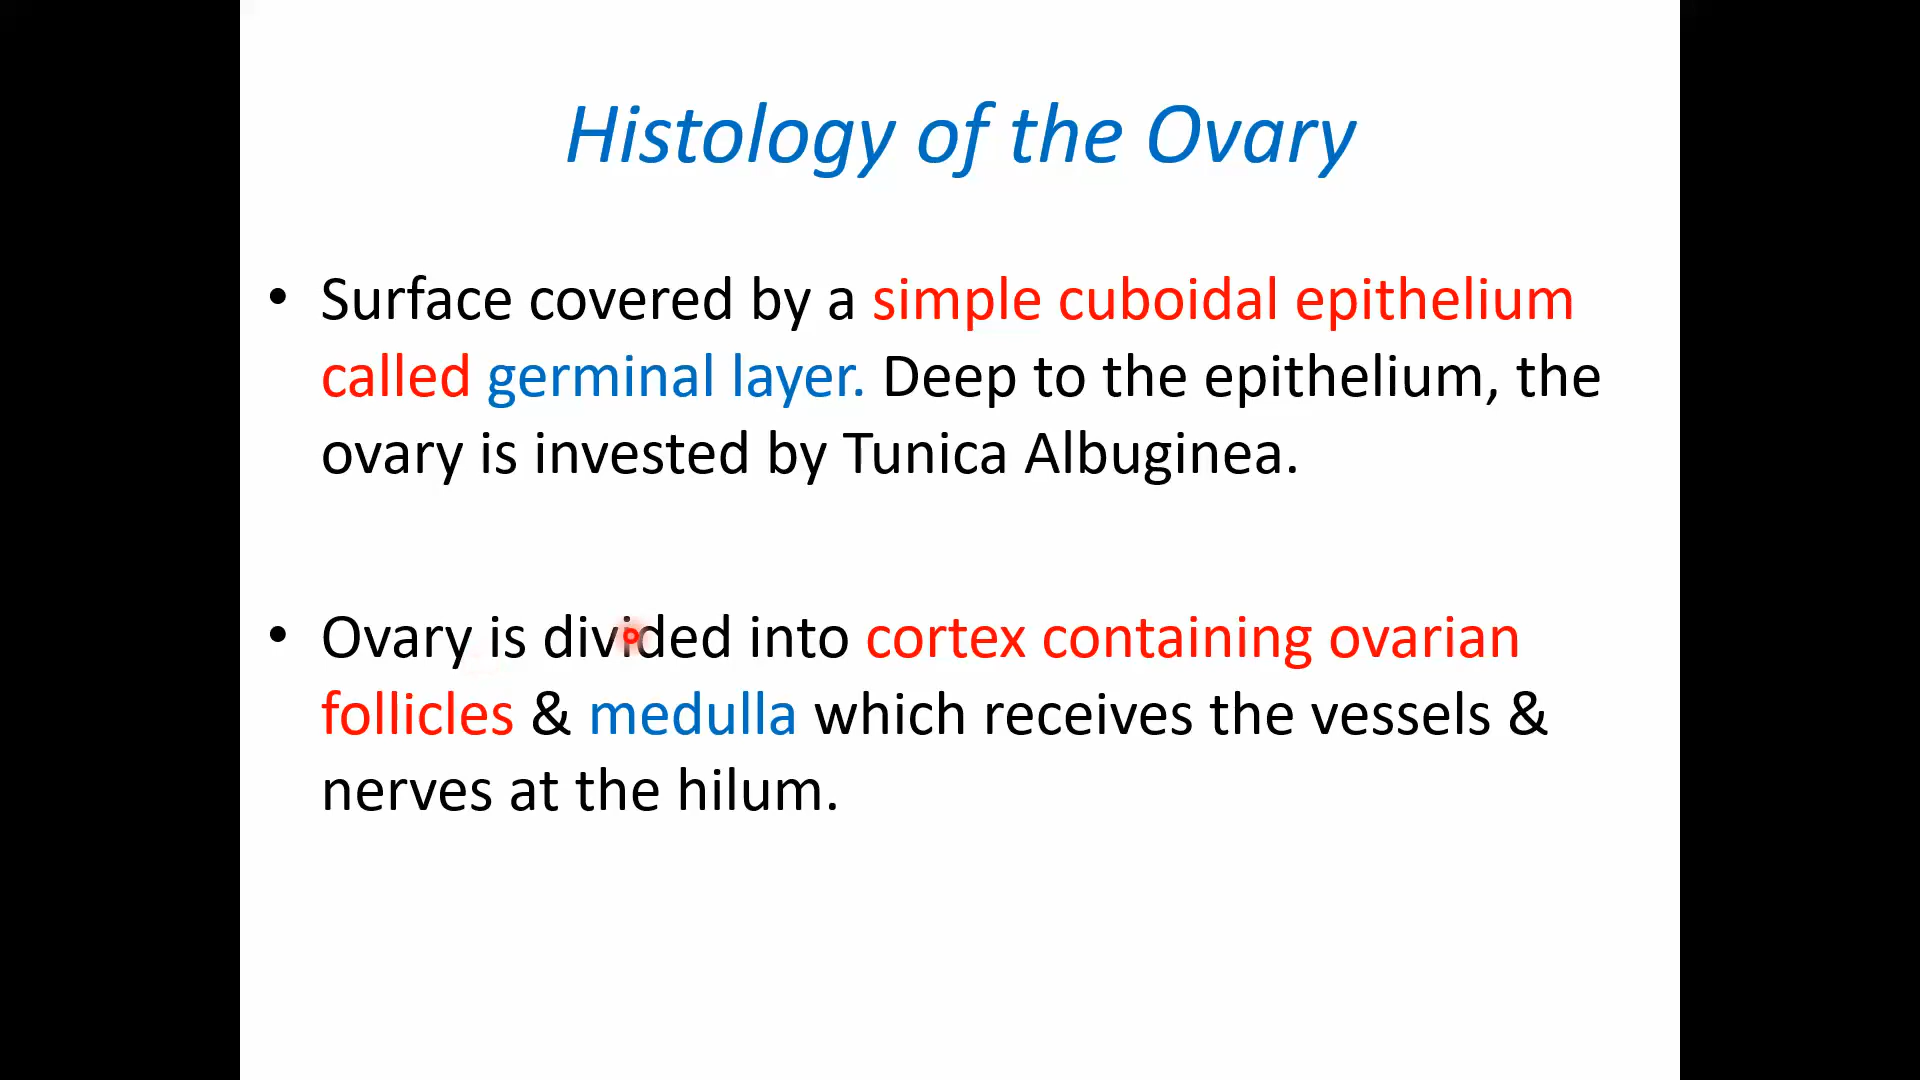 Histology of the Ovary
• Surface covered by a simple cuboidal epithelium
called germinal layer. Deep to the epithelium, the
ovary is invested by Tunica Albuginea.
• Ovary is divided into cortex containing ovarian
follicles & medulla which receives the vessels &
nerves at the hilum.